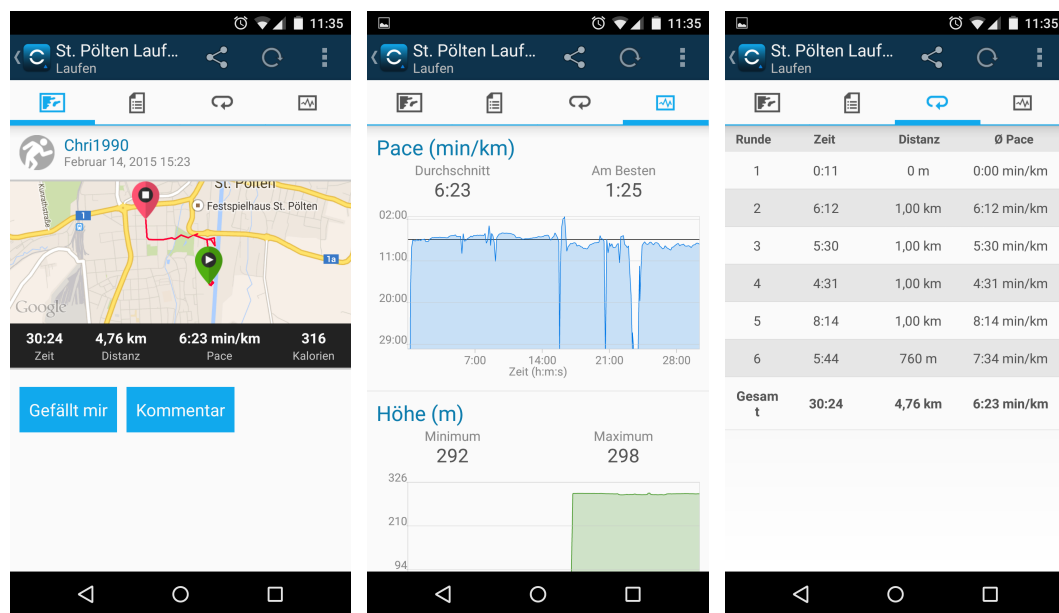 11:35
St. Pölten Lauf...
Laufen
Chri1990
Februar 14, 2015 15:23
St. Pölten
Festspielhaus St. Pölten
Kunrathstraße
1
1a
Google
30:24 4,76 km 6:23 min/km 316
Zeit Distanz Pace Kalorien
Gefällt mir Kommentar
11:35
St. Pölten Lauf...
Laufen
Pace (min/km)
Durchschnitt Am Besten
6:23 1:25
02:00
11:00
20:00
29:00
7:00 14:00 21:00 28:00
Zeit (h:m:s)
Höhe (m)
Minimum Maximum
292 298
326
210
94
11:35
St. Pölten Lauf...
Laufen
Runde Zeit Distanz Ø Pace
1 0:11 0 m 0:00 min/km
2 6:12 1,00 km 6:12 min/km
3 5:30 1,00 km 5:30 min/km
4 4:31 1,00 km 4:31 min/km
5 8:14 1,00 km 8:14 min/km
6 5:44 760 m 7:34 min/km
Gesam
t 30:24 4,76 km 6:23 min/km